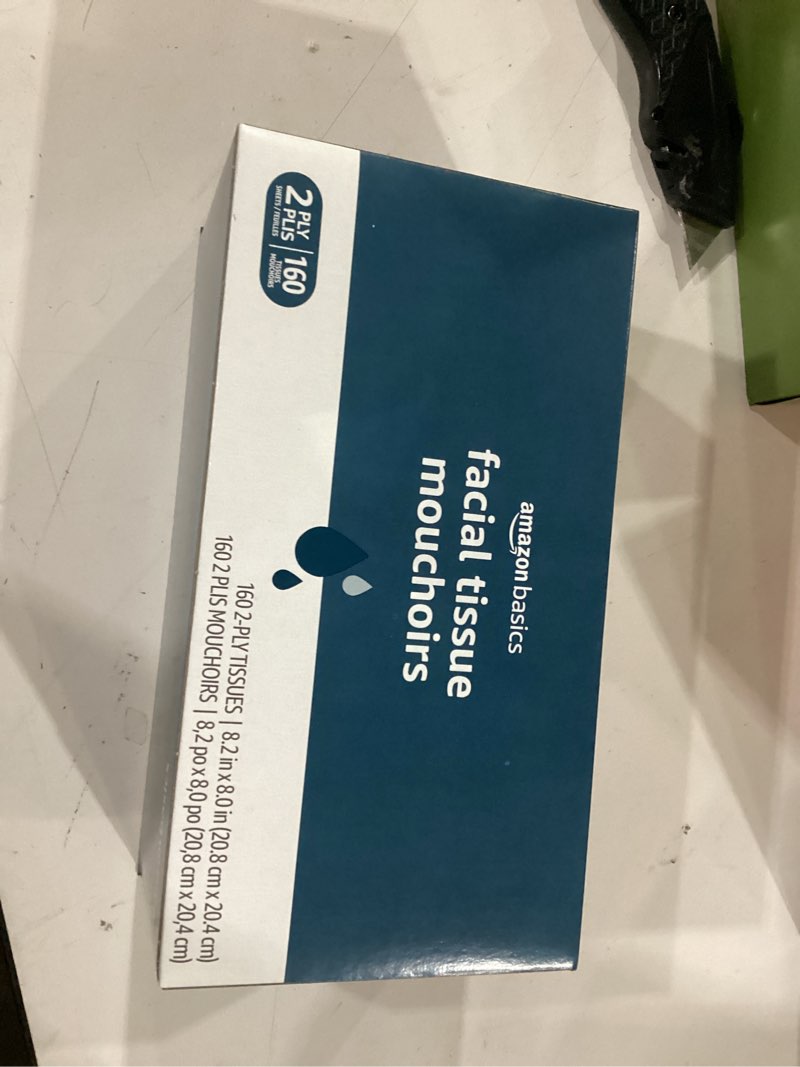 amazon basics
facial tissue
mouchoirs
2 PLY
PLIS
SHEETS / FEUILLES
160
TISSUES
MOUCHOIRS
160 2-PLY TISSUES | 8.2 in x 8.0 in (20.8 cm x 20.4 cm)
160 2 PLIS MOUCHOIRS | 8,2 po x 8,0 po (20,8 cm x 20,4 cm)